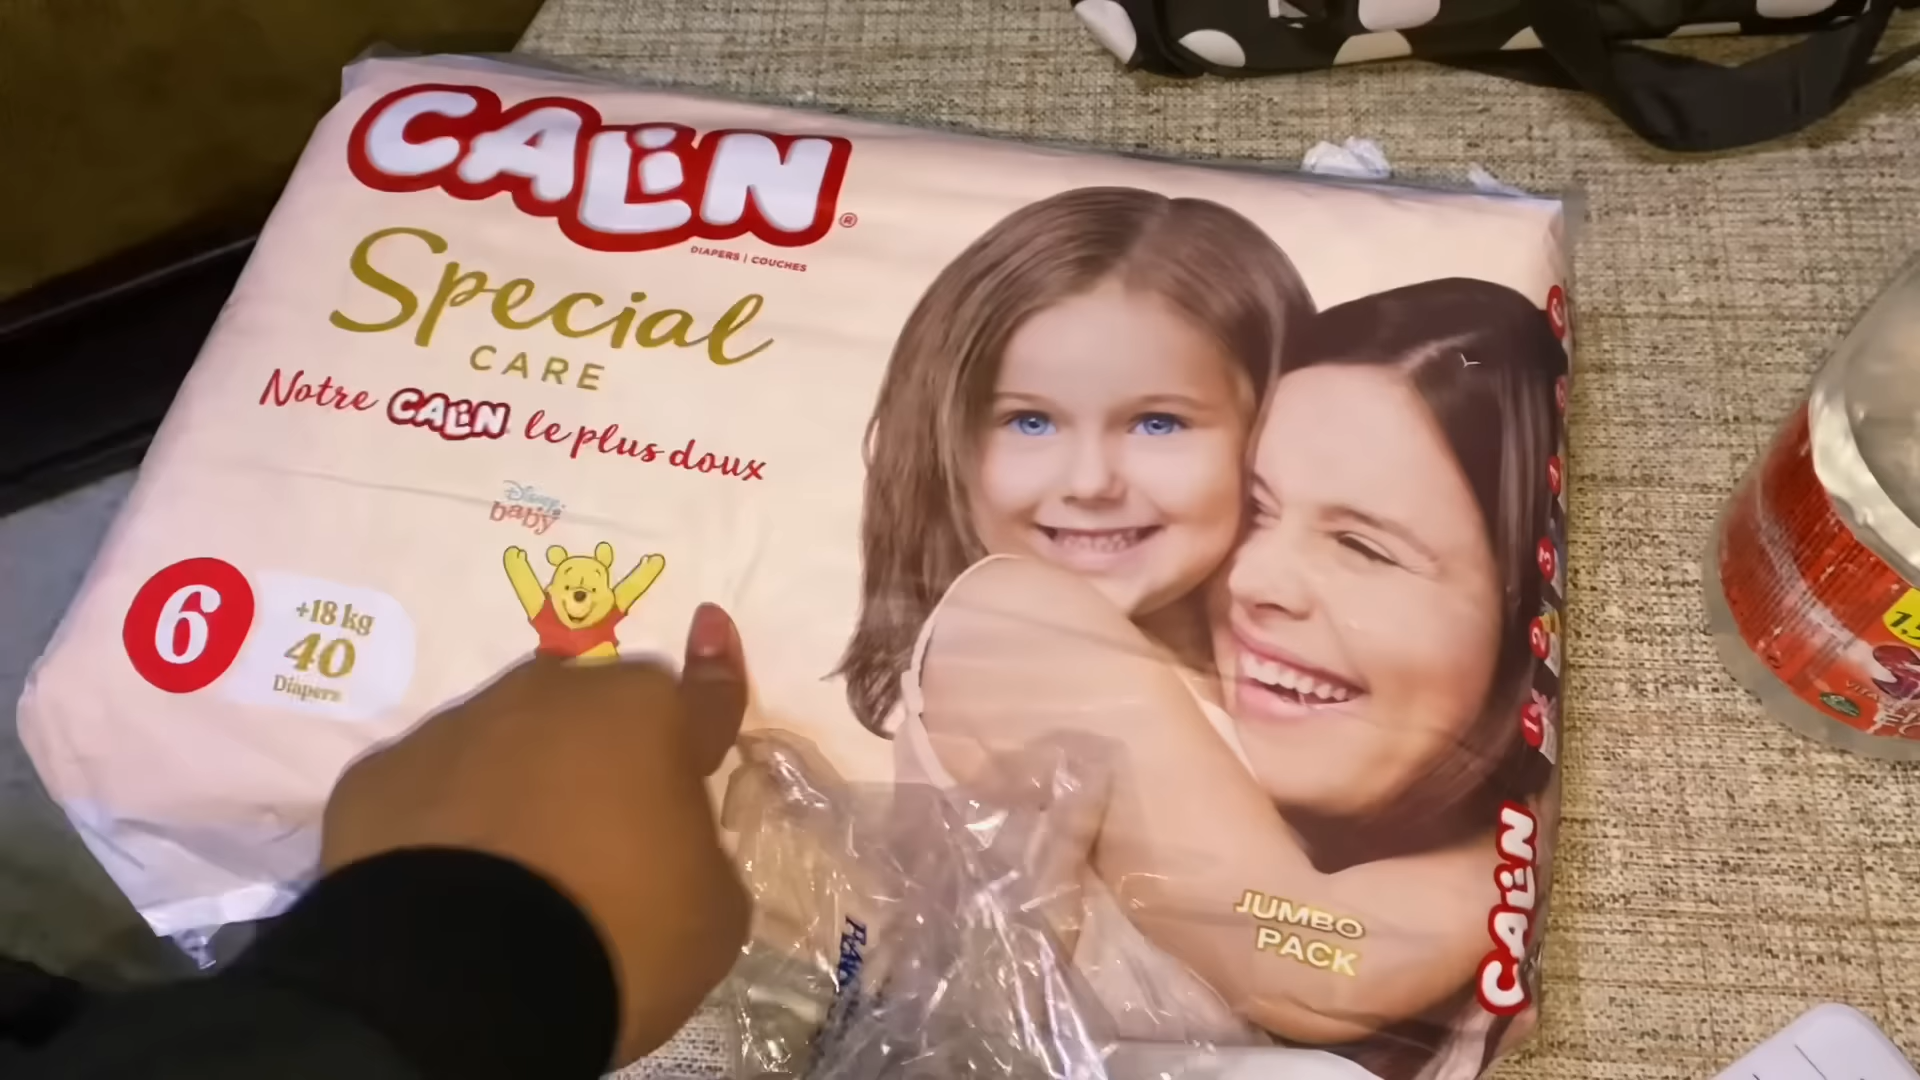 CALIN
®
DIAPERS | COUCHES
Special
CARE
Notre CALIN le plus doux
Disney
baby
6
+18 kg
40
Diapers
JUMBO
PACK
CALIN